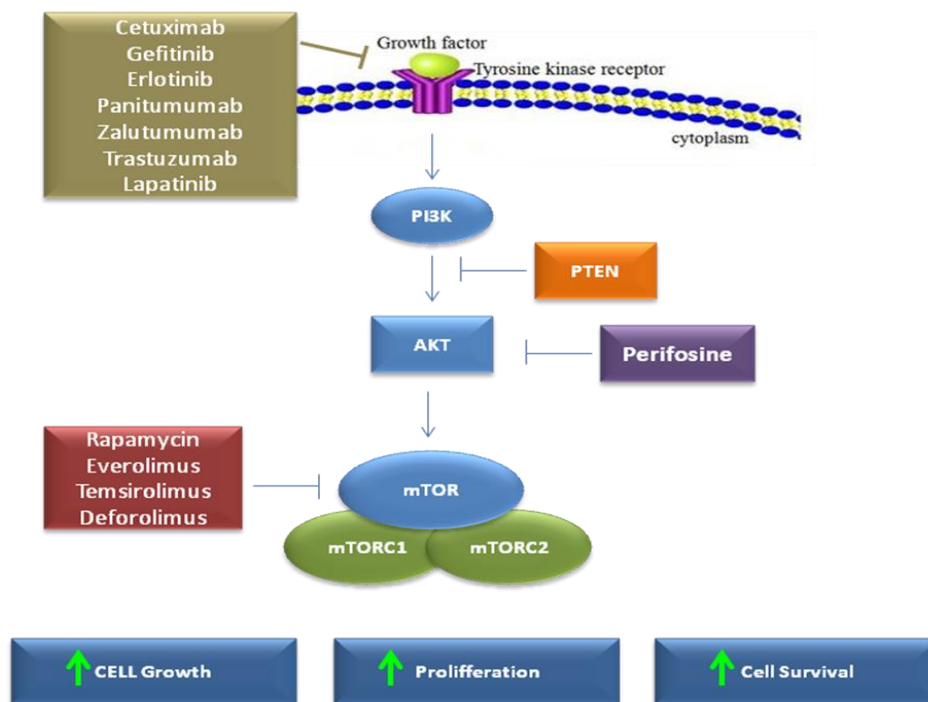 Cetuximab
Gefitinib
Erlotinib
Panitumumab
Zalutumumab
Trastuzumab
Lapatinib
Growth factor
Tyrosine kinase receptor
cytoplasm
PI3K
PTEN
AKT
Perifosine
Rapamycin
Everolimus
Temsirolimus
Deforolimus
mTOR
mTORC1
mTORC2
CELL Growth
Prolifferation
Cell Survival